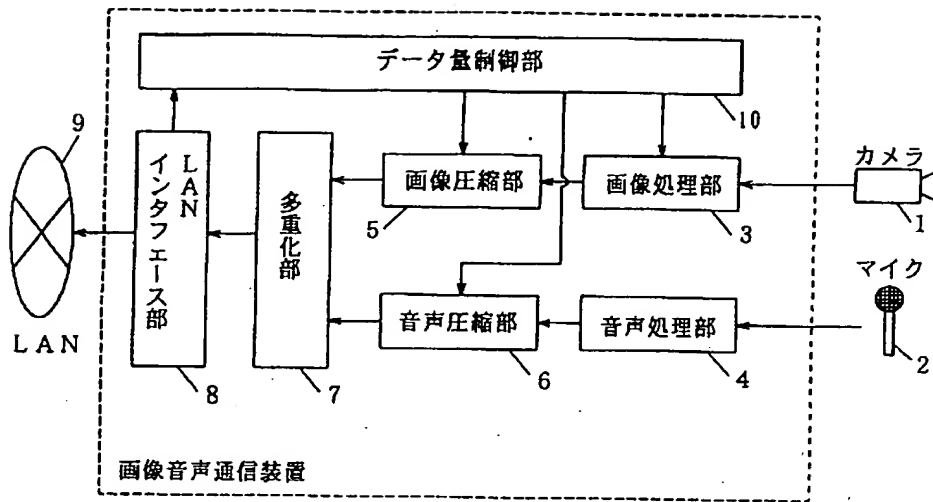 データ量制御部
10
9
LAN
インタフェース部
多重化部
画像圧縮部
画像処理部
カメラ
5
3
1
マイク
音声圧縮部
音声処理部
LAN
8
7
6
4
2
画像音声通信装置